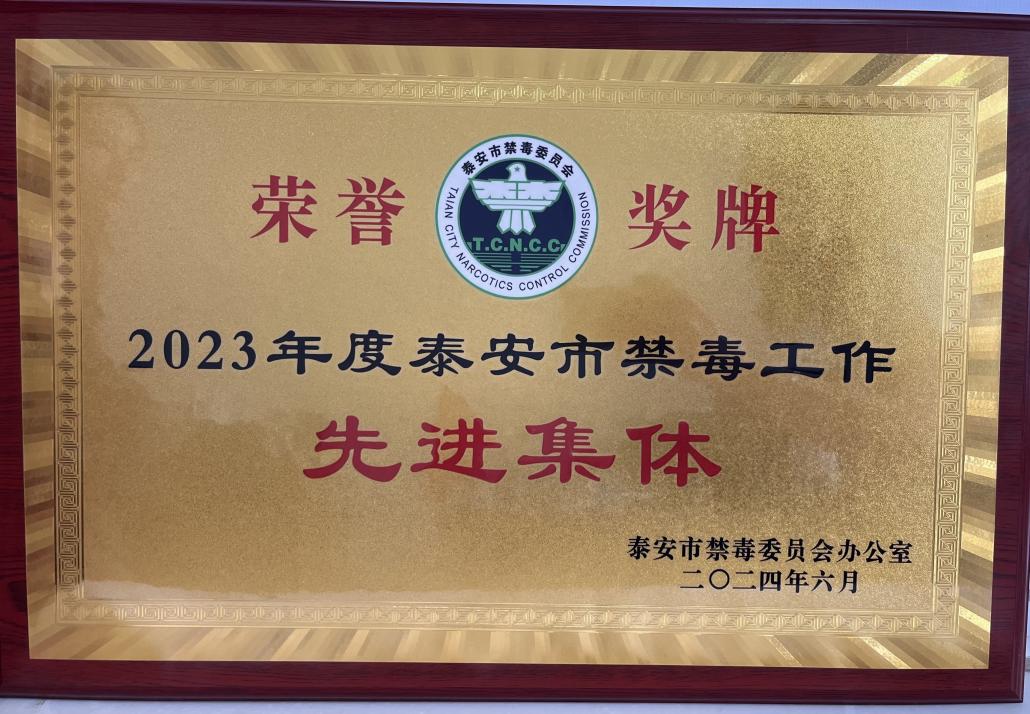 荣誉 奖牌
泰安市禁毒委员会
T.C.N.C.C
TAIAN CITY NARCOTICS CONTROL COMMISSION
2023年度泰安市禁毒工作
先进集体
泰安市禁毒委员会办公室
二〇二四年六月